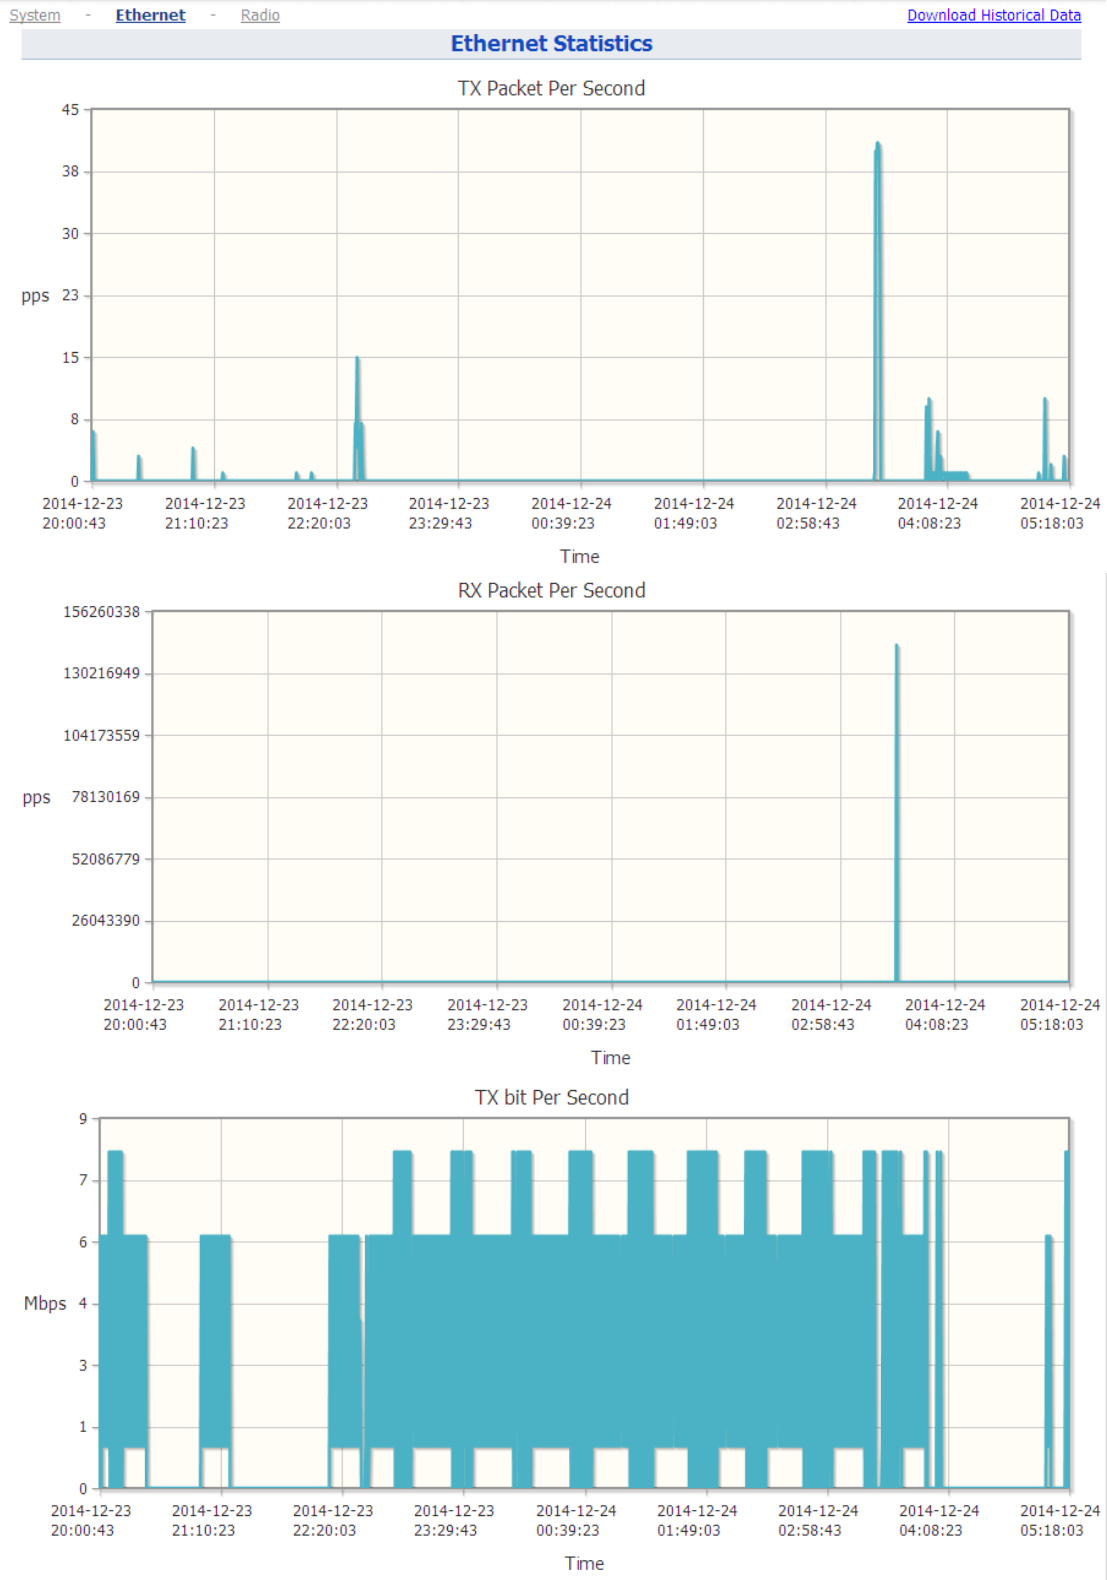 System - Ethernet - Radio Download Historical Data
Ethernet Statistics
TX Packet Per Second
45
38
30
pps 23
15
8
0
2014-12-23 2014-12-23 2014-12-23 2014-12-23 2014-12-24 2014-12-24 2014-12-24 2014-12-24 2014-12-24
20:00:43 21:10:23 22:20:03 23:29:43 00:39:23 01:49:03 02:58:43 04:08:23 05:18:03
Time
RX Packet Per Second
156260338
130216949
104173559
pps 78130169
52086779
26043390
0
2014-12-23 2014-12-23 2014-12-23 2014-12-23 2014-12-24 2014-12-24 2014-12-24 2014-12-24 2014-12-24
20:00:43 21:10:23 22:20:03 23:29:43 00:39:23 01:49:03 02:58:43 04:08:23 05:18:03
Time
TX bit Per Second
9
7
6
Mbps 4
3
1
0
2014-12-23 2014-12-23 2014-12-23 2014-12-23 2014-12-24 2014-12-24 2014-12-24 2014-12-24 2014-12-24
20:00:43 21:10:23 22:20:03 23:29:43 00:39:23 01:49:03 02:58:43 04:08:23 05:18:03
Time